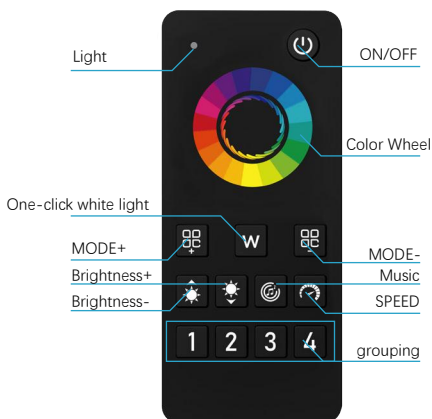 Light
ON/OFF
Color Wheel
One-click white light
MODE+
W
MODE-
Brightness+
Music
Brightness-
SPEED
1 2 3 4
grouping